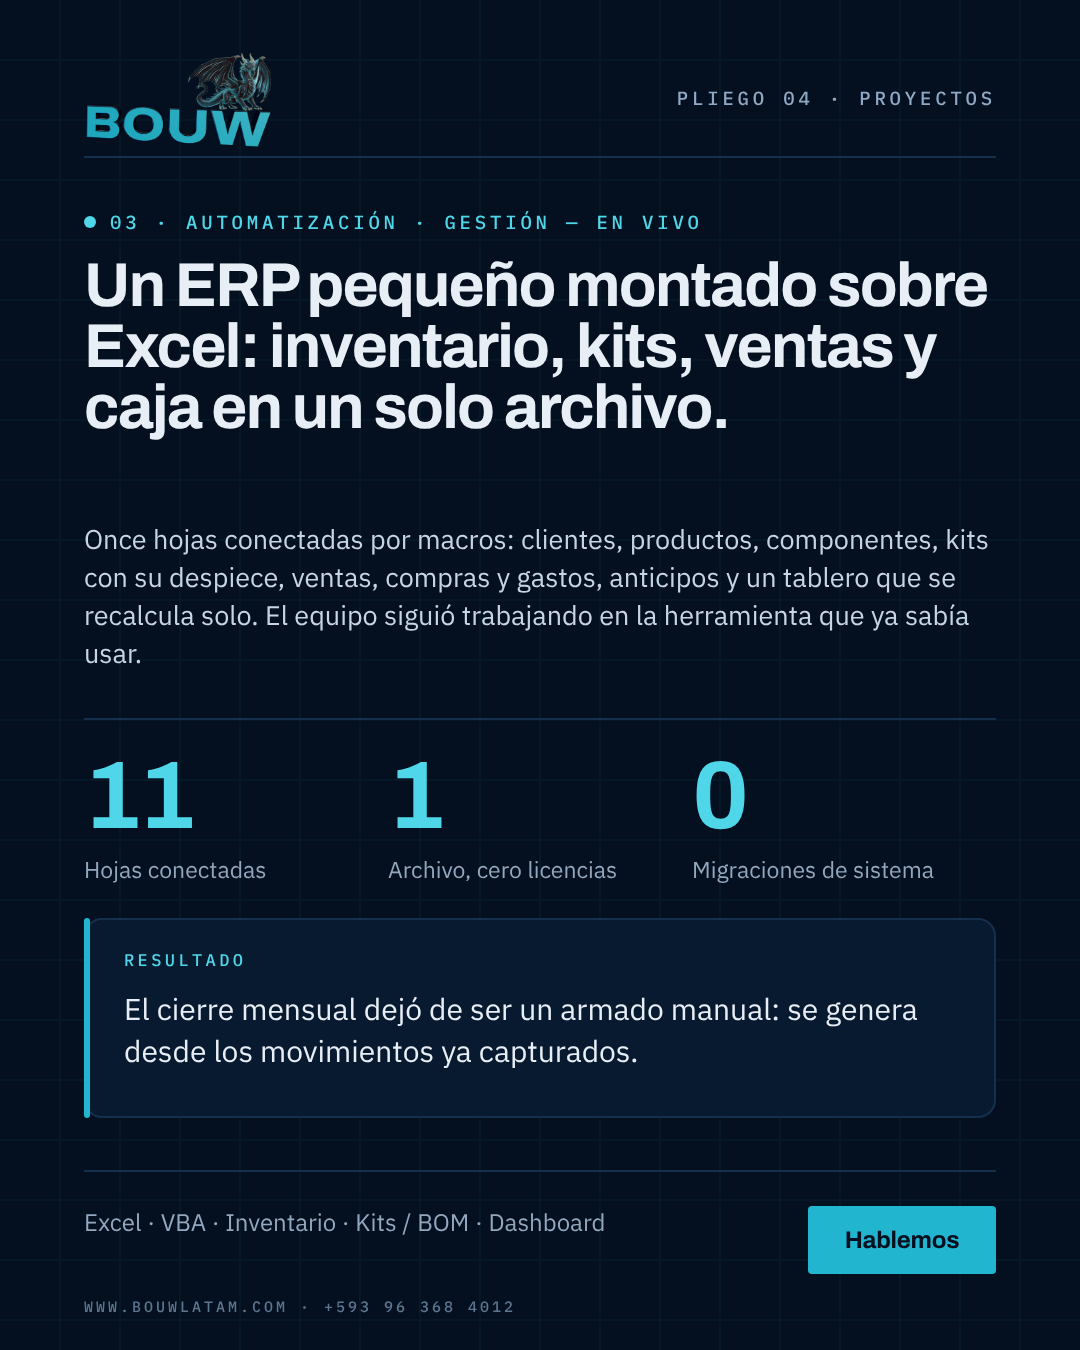 BOUW
PLIEGO 04 · PROYECTOS
03 · AUTOMATIZACIÓN · GESTIÓN — EN VIVO
Un ERP pequeño montado sobre
Excel: inventario, kits, ventas y
caja en un solo archivo.
Once hojas conectadas por macros: clientes, productos, componentes, kits
con su despiece, ventas, compras y gastos, anticipos y un tablero que se
recalcula solo. El equipo siguió trabajando en la herramienta que ya sabía
usar.
11
Hojas conectadas
1
Archivo, cero licencias
0
Migraciones de sistema
RESULTADO
El cierre mensual dejó de ser un armado manual: se genera
desde los movimientos ya capturados.
Excel · VBA · Inventario · Kits / BOM · Dashboard
Hablemos
WWW.BOUWLATAM.COM · +593 96 368 4012